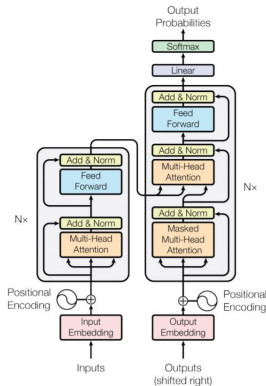 Output
Probabilities
Softmax
Linear
Add & Norm
Feed
Forward
Add & Norm
Multi-Head
Attention
Add & Norm
Masked
Multi-Head
Attention
N×
Add & Norm
Feed
Forward
N×
Add & Norm
Multi-Head
Attention
Positional
Encoding
Positional
Encoding
Input
Embedding
Output
Embedding
Inputs
Outputs
(shifted right)